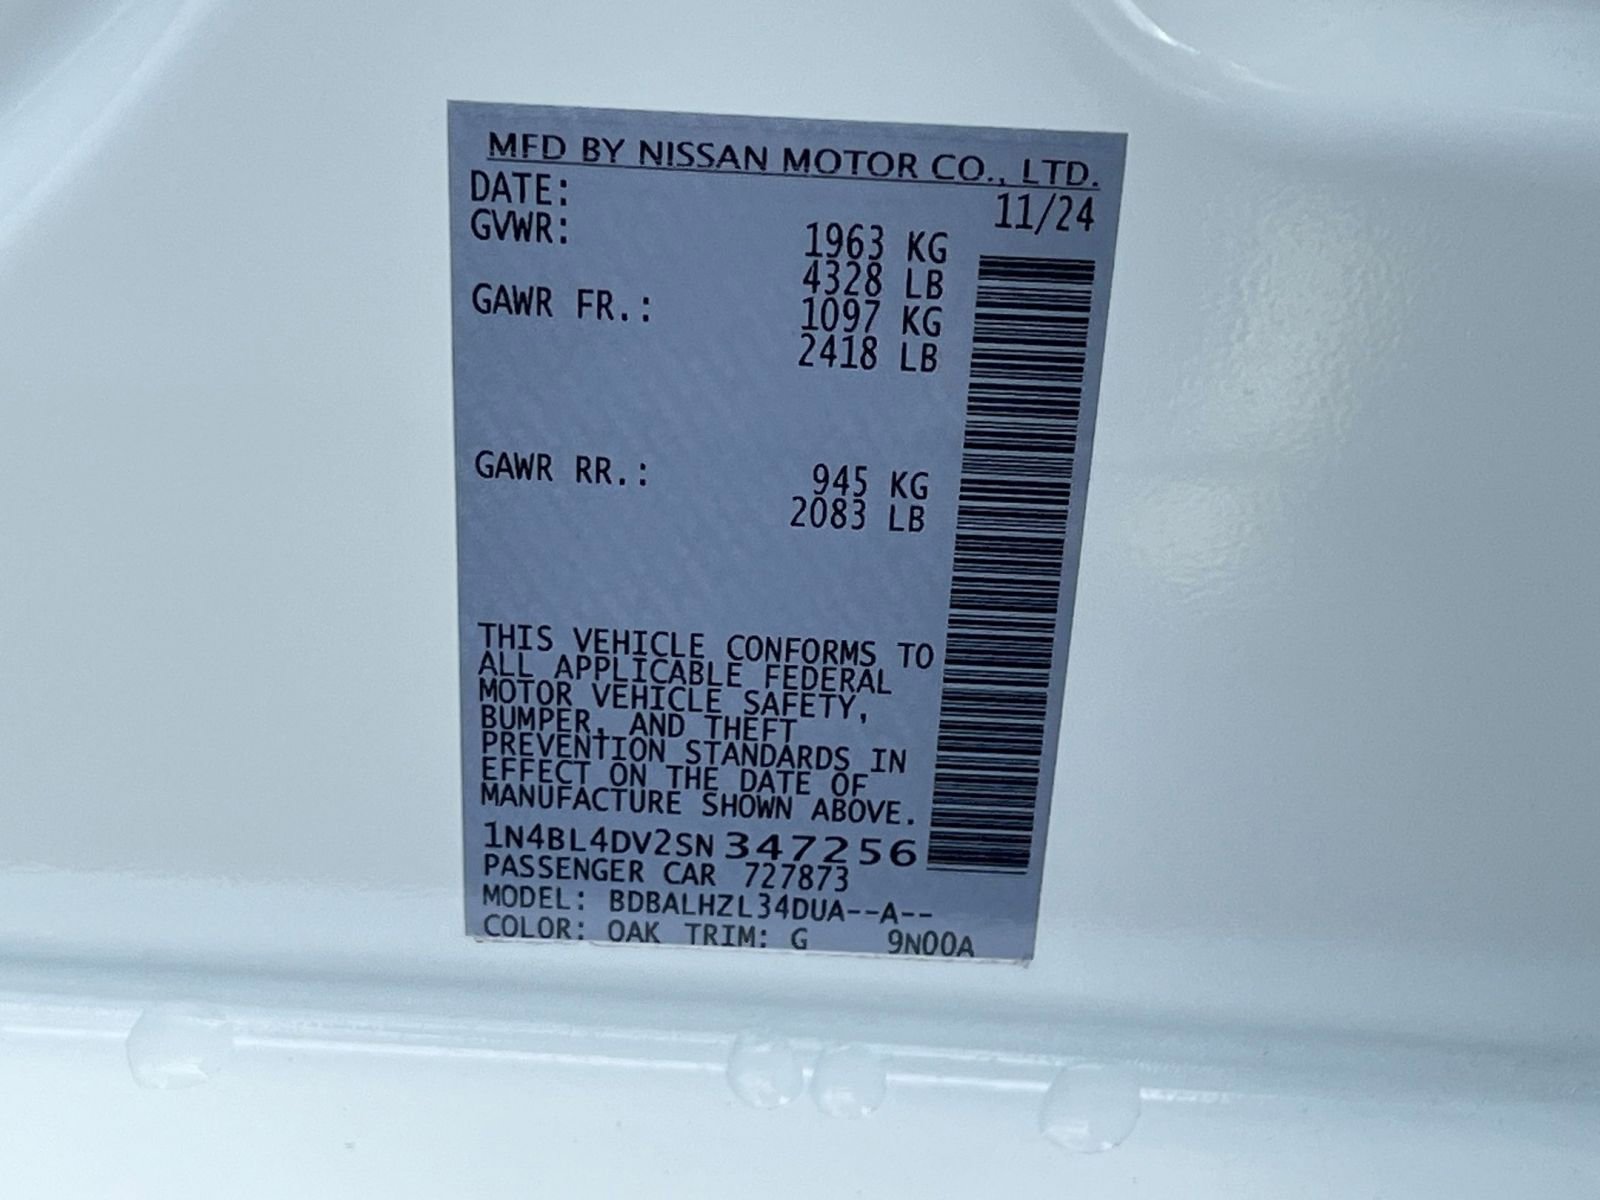 MFD BY NISSAN MOTOR CO., LTD.
DATE: 11/24
GVWR: 1963 KG
4328 LB
GAWR FR.: 1097 KG
2418 LB
GAWR RR.: 945 KG
2083 LB
THIS VEHICLE CONFORMS TO
ALL APPLICABLE FEDERAL
MOTOR VEHICLE SAFETY,
BUMPER, AND THEFT
PREVENTION STANDARDS IN
EFFECT ON THE DATE OF
MANUFACTURE SHOWN ABOVE.
1N4BL4DV2SN347256
PASSENGER CAR 727873
MODEL: BDBALHZL34DUA--A--
COLOR: OAK TRIM: G 9N00A